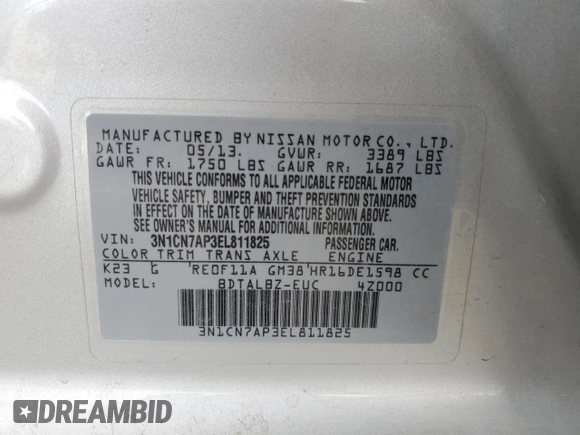 MANUFACTURED BY NISSAN MOTOR CO., LTD.
DATE: 05/13. GVWR: 3389 LBS
GAWR FR: 1750 LBS GAWR RR: 1687 LBS
THIS VEHICLE CONFORMS TO ALL APPLICABLE FEDERAL MOTOR
VEHICLE SAFETY, BUMPER AND THEFT PREVENTION STANDARDS
IN EFFECT ON THE DATE OF MANUFACTURE SHOWN ABOVE.
SEE OWNER'S MANUAL FOR ADDITIONAL INFORMATION.
VIN: 3N1CN7AP3EL811825 PASSENGER CAR.
COLOR TRIM TRANS AXLE ENGINE
K23 G RE0F11A GM38 HR16DE1598 CC
BDTALBZ-EUC 4Z000
3N1CN7AP3EL811825
DREAMBID